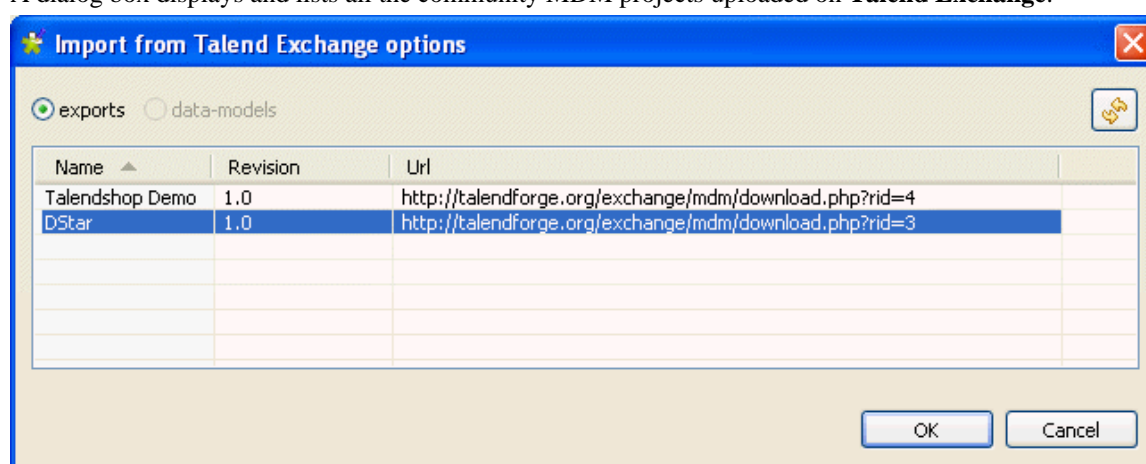 A dialog box displays and lists all the community MDM projects uploaded on Talend Exchange.
Import from Talend Exchange options
exports data-models
Name Revision Url
Talendshop Demo 1.0 http://talendforge.org/exchange/mdm/download.php?rid=4
DStar 1.0 http://talendforge.org/exchange/mdm/download.php?rid=3
OK Cancel